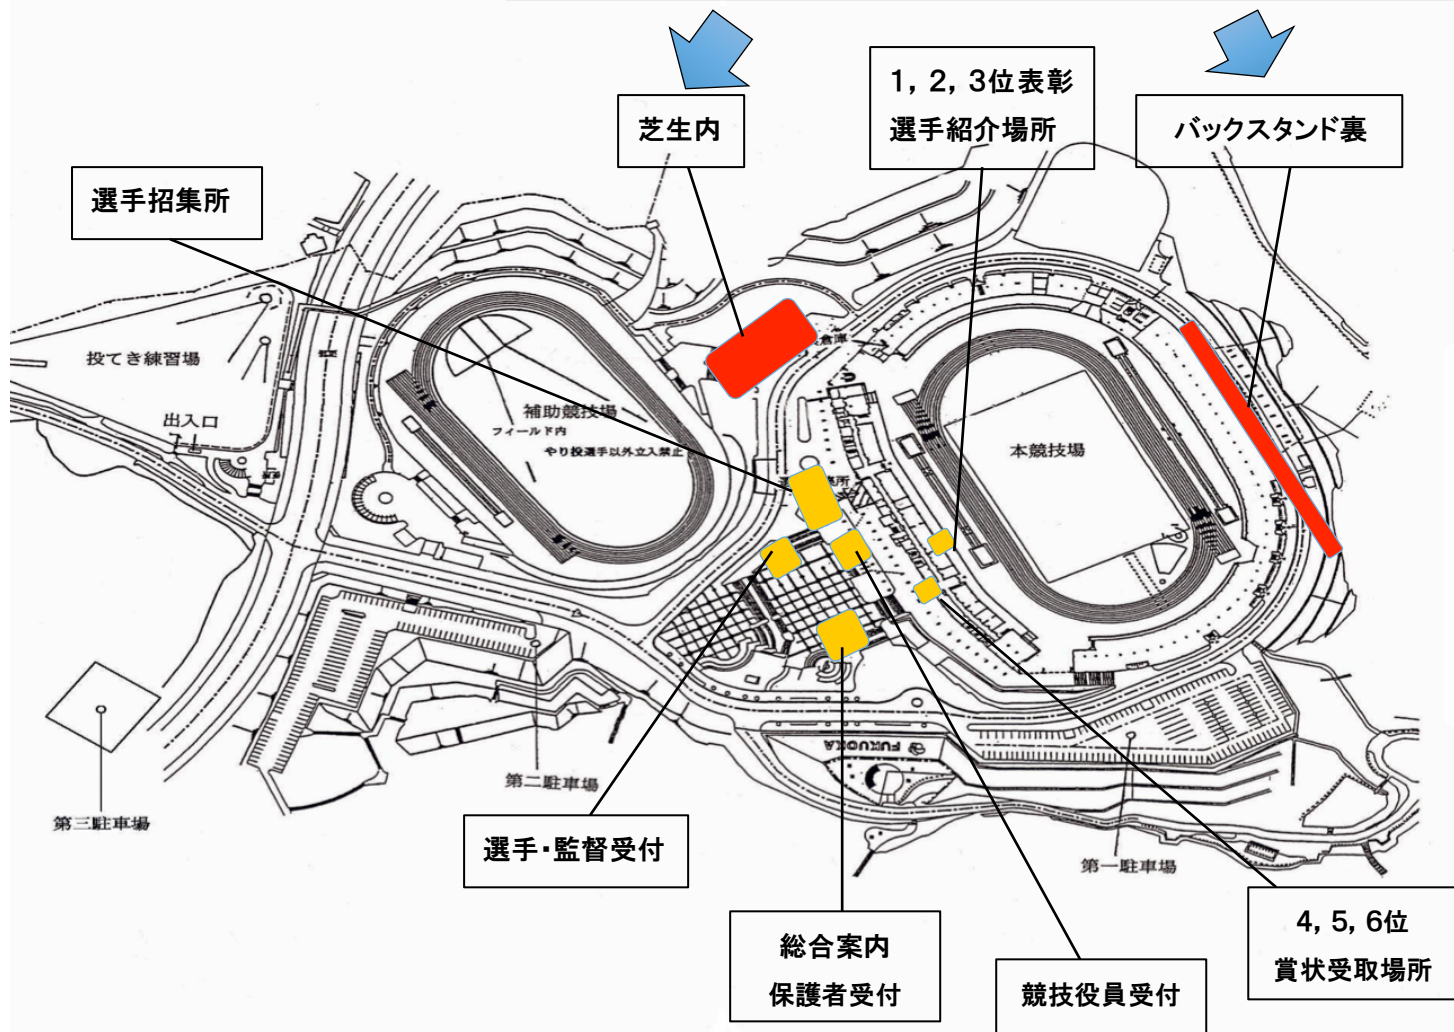 芝生内
1，2，3位表彰
選手紹介場所
バックスタンド裏
選手招集所
倉庫
投てき練習場
出入口
補助競技場
フィールド内
やり投選手以外立入禁止
本競技場
所
FUKUOKA
第二駐車場
第三駐車場
第一駐車場
選手・監督受付
総合案内
保護者受付
競技役員受付
4，5，6位
賞状受取場所